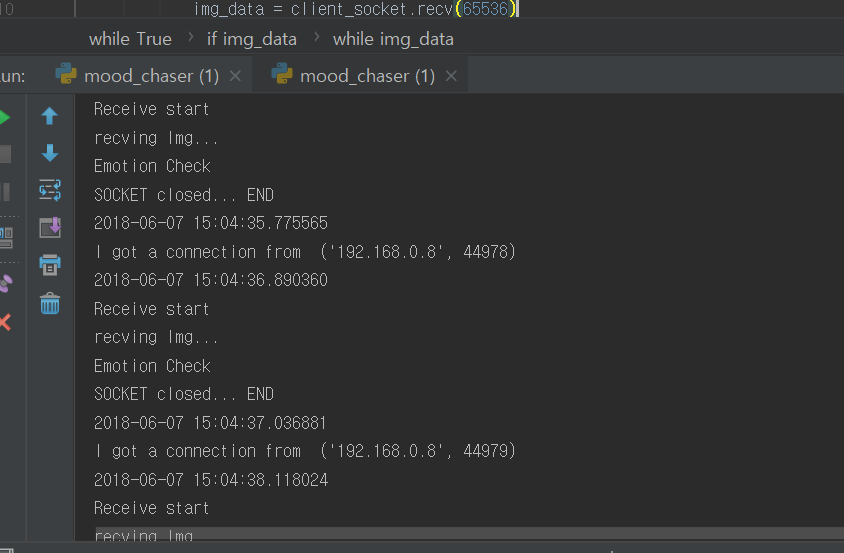 10 img_data = client_socket.recv(65536)
while True › if img_data › while img_data
un: mood_chaser (1) × mood_chaser (1) ×
Receive start
recving Img...
Emotion Check
SOCKET closed... END
2018-06-07 15:04:35.775565
I got a connection from  ('192.168.0.8', 44978)
2018-06-07 15:04:36.890360
Receive start
recving Img...
Emotion Check
SOCKET closed... END
2018-06-07 15:04:37.036881
I got a connection from  ('192.168.0.8', 44979)
2018-06-07 15:04:38.118024
Receive start
recving Img